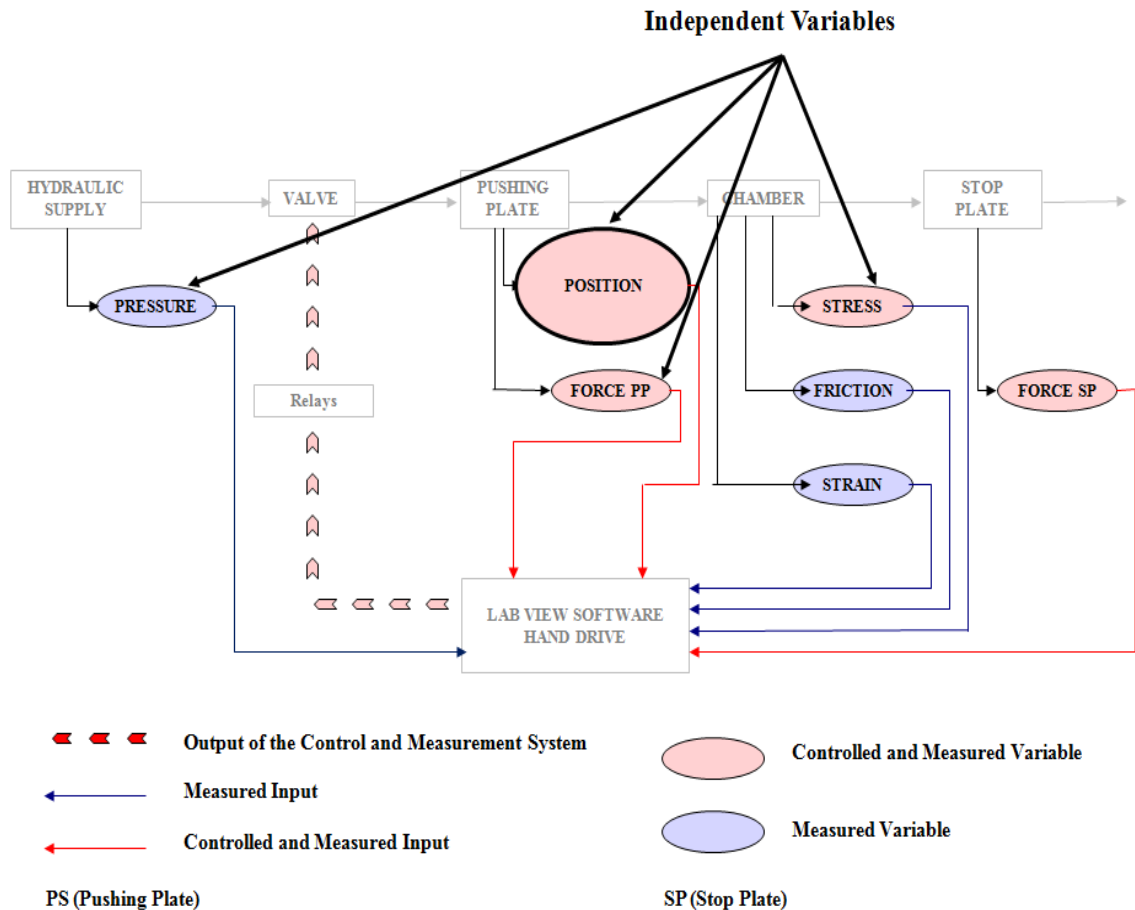 Independent Variables
HYDRAULIC
SUPPLY
VALVE
PUSHING
PLATE
CHAMBER
STOP
PLATE
PRESSURE
POSITION
STRESS
Relays
FORCE PP
FRICTION
FORCE SP
STRAIN
LAB VIEW SOFTWARE
HAND DRIVE
Output of the Control and Measurement System
Measured Input
Controlled and Measured Input
PS (Pushing Plate)
Controlled and Measured Variable
Measured Variable
SP (Stop Plate)